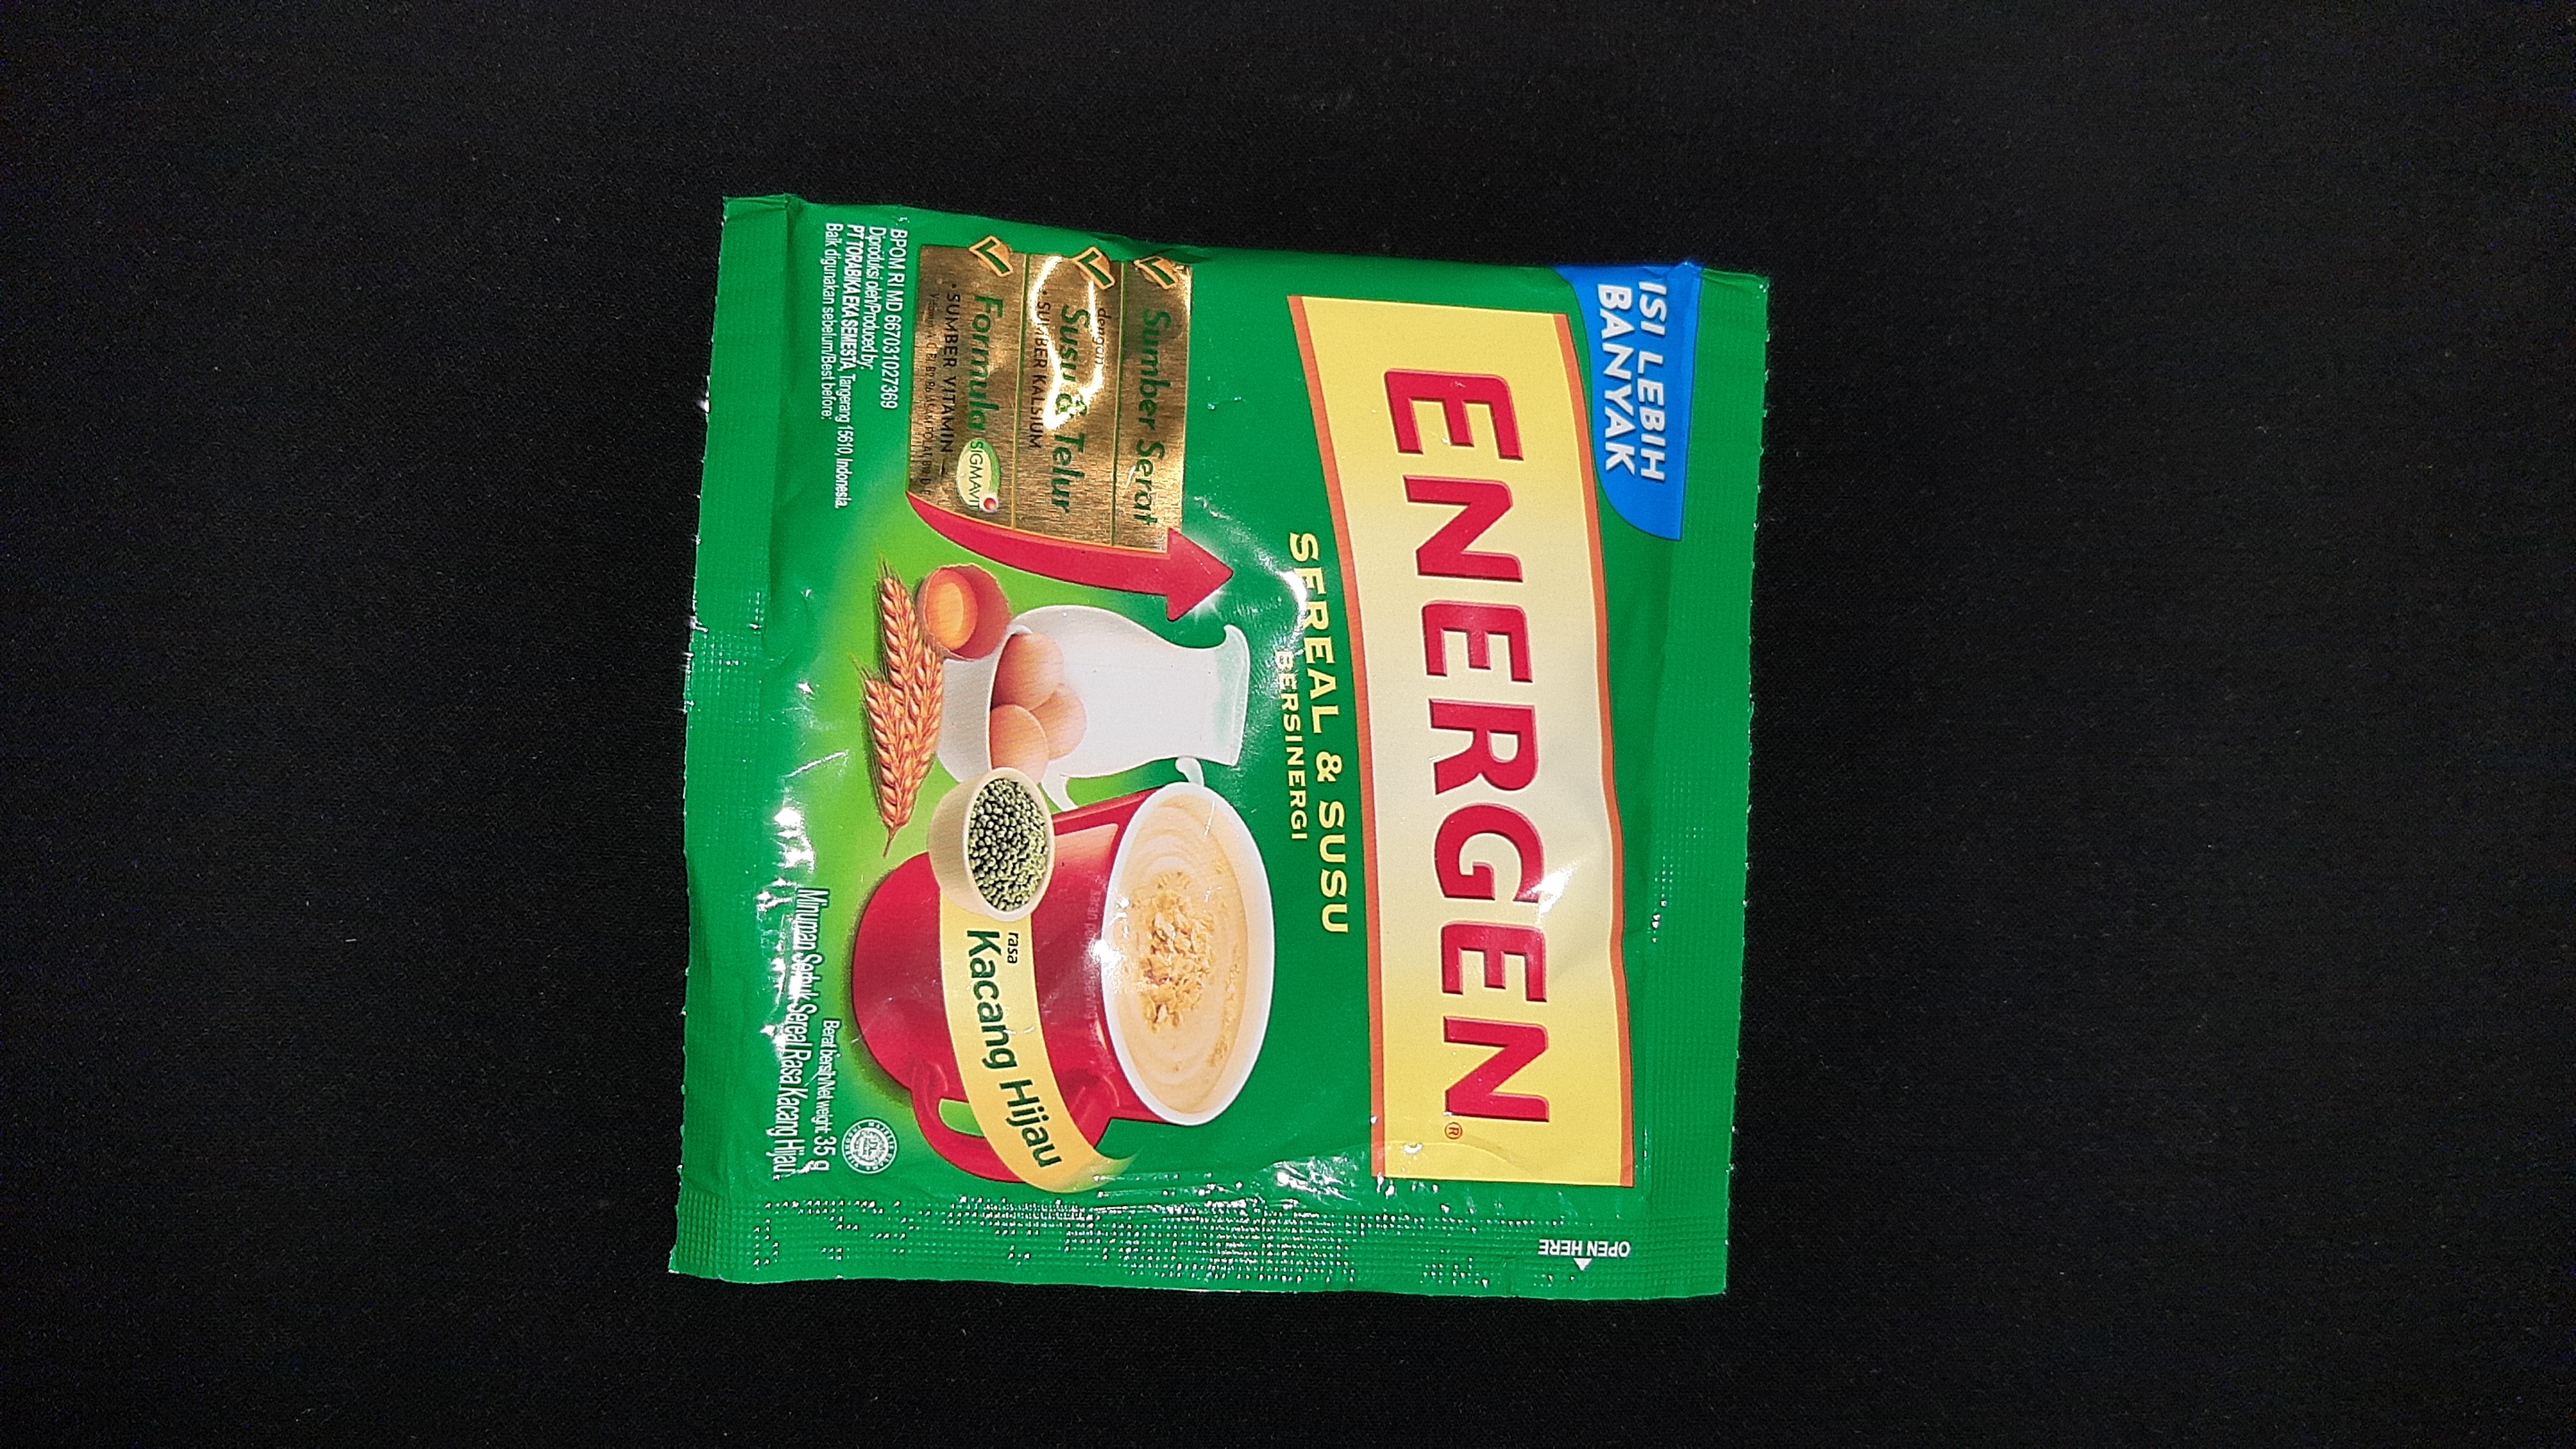 ISI LEBIH
BANYAK
ENERGEN®
SEREAL & SUSU
BERSINERGI
Sumber Serat
dengan
Susu & Telur
• SUMBER KALSIUM
Formula SIGMAVIT
• SUMBER VITAMIN
rasa
Kacang Hijau
BPOM RI MD 667031027369
Diproduksi oleh/Produced by:
PT TORABIKA EKA SEMESTA, Tangerang 15610, Indonesia.
Baik digunakan sebelum/Best before:
Berat bersih/Net weight: 35 g
Minuman Serbuk Sereal Rasa Kacang Hijau
OPEN HERE